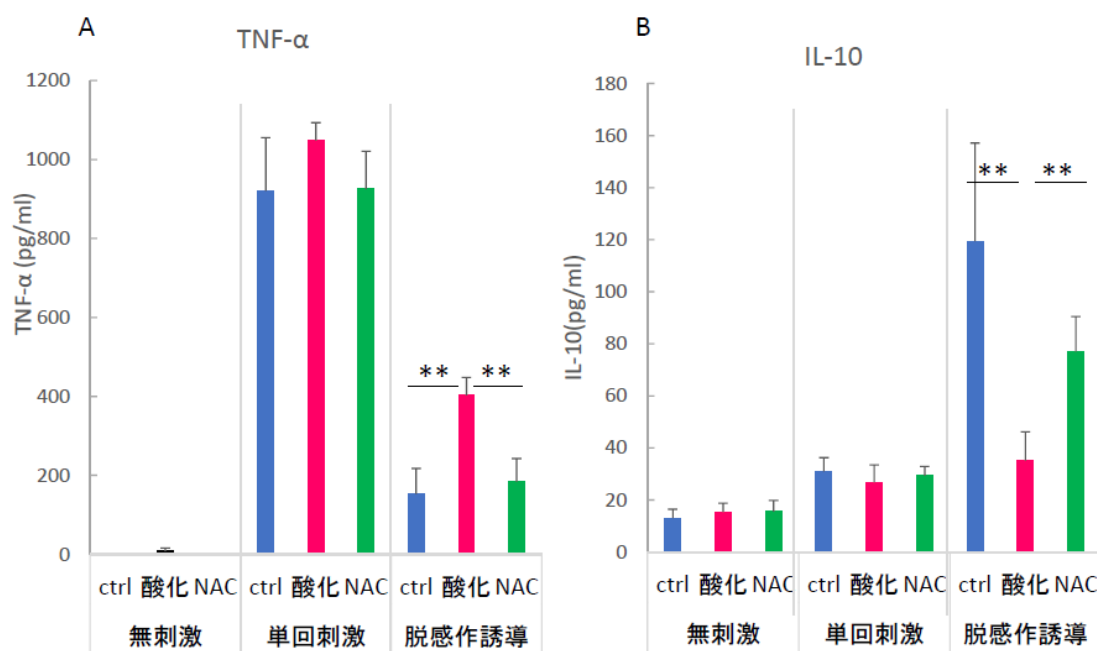 A
TNF-α
1200
1000
800
600
400
200
0
TNF-α (pg/ml)
** **
ctrl 酸化 NAC ctrl 酸化 NAC ctrl 酸化 NAC
無刺激 単回刺激 脱感作誘導
B
IL-10
180
160
140
120
100
80
60
40
20
0
IL-10(pg/ml)
** **
ctrl 酸化 NAC ctrl 酸化 NAC ctrl 酸化 NAC
無刺激 単回刺激 脱感作誘導